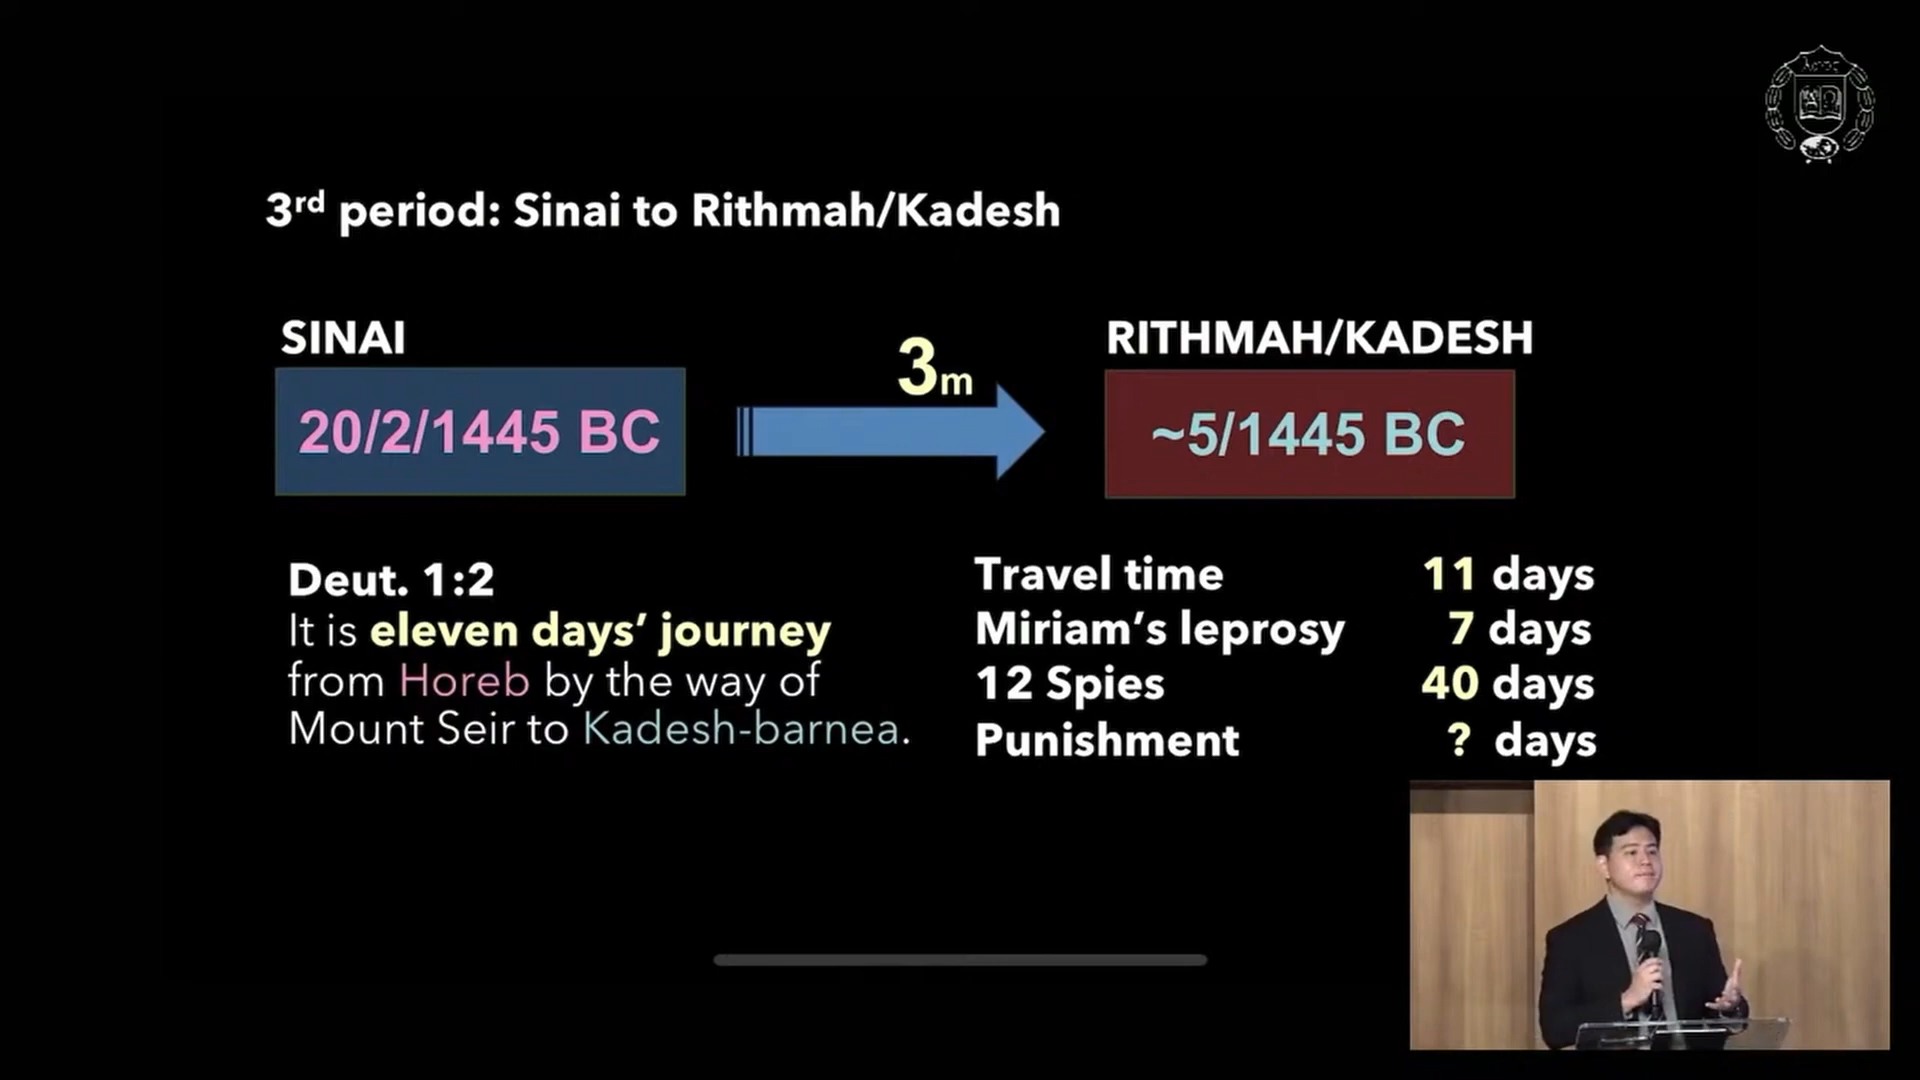 3rd period: Sinai to Rithmah/Kadesh
SINAI
20/2/1445 BC
3m
RITHMAH/KADESH
~5/1445 BC
Deut. 1:2
It is eleven days’ journey
from Horeb by the way of
Mount Seir to Kadesh-barnea.
Travel time 11 days
Miriam’s leprosy 7 days
12 Spies 40 days
Punishment ? days